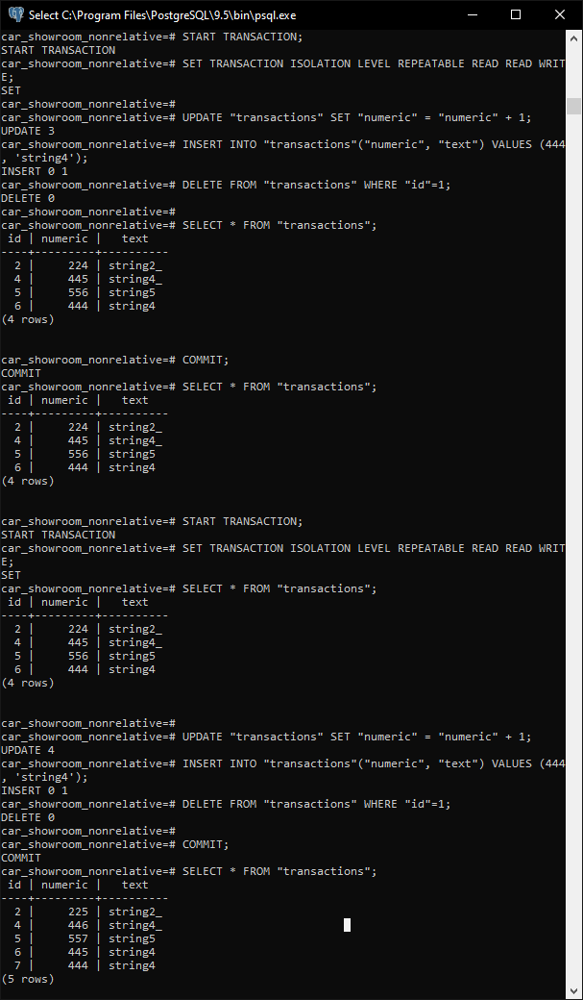 Select C:\Program Files\PostgreSQL\9.5\bin\psql.exe
car_showroom_nonrelative=# START TRANSACTION;
START TRANSACTION
car_showroom_nonrelative=# SET TRANSACTION ISOLATION LEVEL REPEATABLE READ READ WRIT
E;
SET
car_showroom_nonrelative=#
car_showroom_nonrelative=# UPDATE "transactions" SET "numeric" = "numeric" + 1;
UPDATE 3
car_showroom_nonrelative=# INSERT INTO "transactions"("numeric", "text") VALUES (444
, 'string4');
INSERT 0 1
car_showroom_nonrelative=# DELETE FROM "transactions" WHERE "id"=1;
DELETE 0
car_showroom_nonrelative=#
car_showroom_nonrelative=# SELECT * FROM "transactions";
 id | numeric |   text
----+---------+----------
  2 |     224 | string2_
  4 |     445 | string4_
  5 |     556 | string5
  6 |     444 | string4
(4 rows)
car_showroom_nonrelative=# COMMIT;
COMMIT
car_showroom_nonrelative=# SELECT * FROM "transactions";
 id | numeric |   text
----+---------+----------
  2 |     224 | string2_
  4 |     445 | string4_
  5 |     556 | string5
  6 |     444 | string4
(4 rows)
car_showroom_nonrelative=# START TRANSACTION;
START TRANSACTION
car_showroom_nonrelative=# SET TRANSACTION ISOLATION LEVEL REPEATABLE READ READ WRIT
E;
SET
car_showroom_nonrelative=# SELECT * FROM "transactions";
 id | numeric |   text
----+---------+----------
  2 |     224 | string2_
  4 |     445 | string4_
  5 |     556 | string5
  6 |     444 | string4
(4 rows)
car_showroom_nonrelative=#
car_showroom_nonrelative=# UPDATE "transactions" SET "numeric" = "numeric" + 1;
UPDATE 4
car_showroom_nonrelative=# INSERT INTO "transactions"("numeric", "text") VALUES (444
, 'string4');
INSERT 0 1
car_showroom_nonrelative=# DELETE FROM "transactions" WHERE "id"=1;
DELETE 0
car_showroom_nonrelative=#
car_showroom_nonrelative=# COMMIT;
COMMIT
car_showroom_nonrelative=# SELECT * FROM "transactions";
 id | numeric |   text
----+---------+----------
  2 |     225 | string2_
  4 |     446 | string4_
  5 |     557 | string5
  6 |     445 | string4
  7 |     444 | string4
(5 rows)